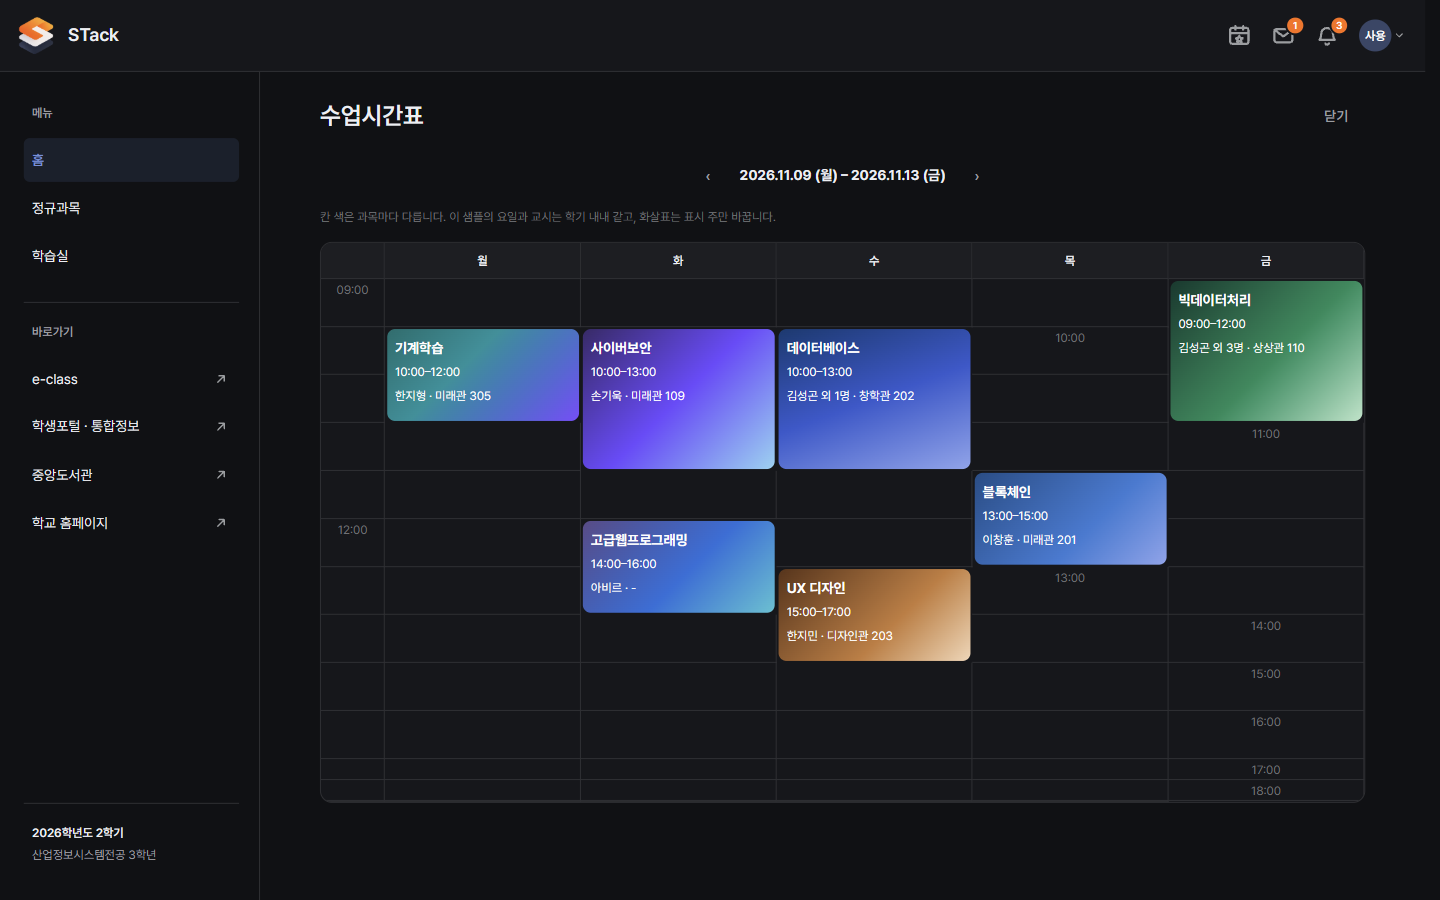 STack
1
3
사용
메뉴
홈
정규과목
학습실
바로가기
e-class
학생포털 · 통합정보
중앙도서관
학교 홈페이지
2026학년도 2학기
산업정보시스템전공 3학년
수업시간표
닫기
‹ 2026.11.09 (월) – 2026.11.13 (금) ›
칸 색은 과목마다 다릅니다. 이 샘플의 요일과 교시는 학기 내내 같고, 화살표는 표시 주만 바꿉니다.
월 화 수 목 금
09:00
빅데이터처리
09:00–12:00
김성곤 외 3명 · 상상관 110
기계학습
10:00–12:00
한지형 · 미래관 305
사이버보안
10:00–13:00
손기욱 · 미래관 109
데이터베이스
10:00–13:00
김성곤 외 1명 · 창학관 202
10:00
11:00
블록체인
13:00–15:00
이창훈 · 미래관 201
12:00
고급웹프로그래밍
14:00–16:00
아비르 · -
UX 디자인
15:00–17:00
한지민 · 디자인관 203
13:00
14:00
15:00
16:00
17:00
18:00